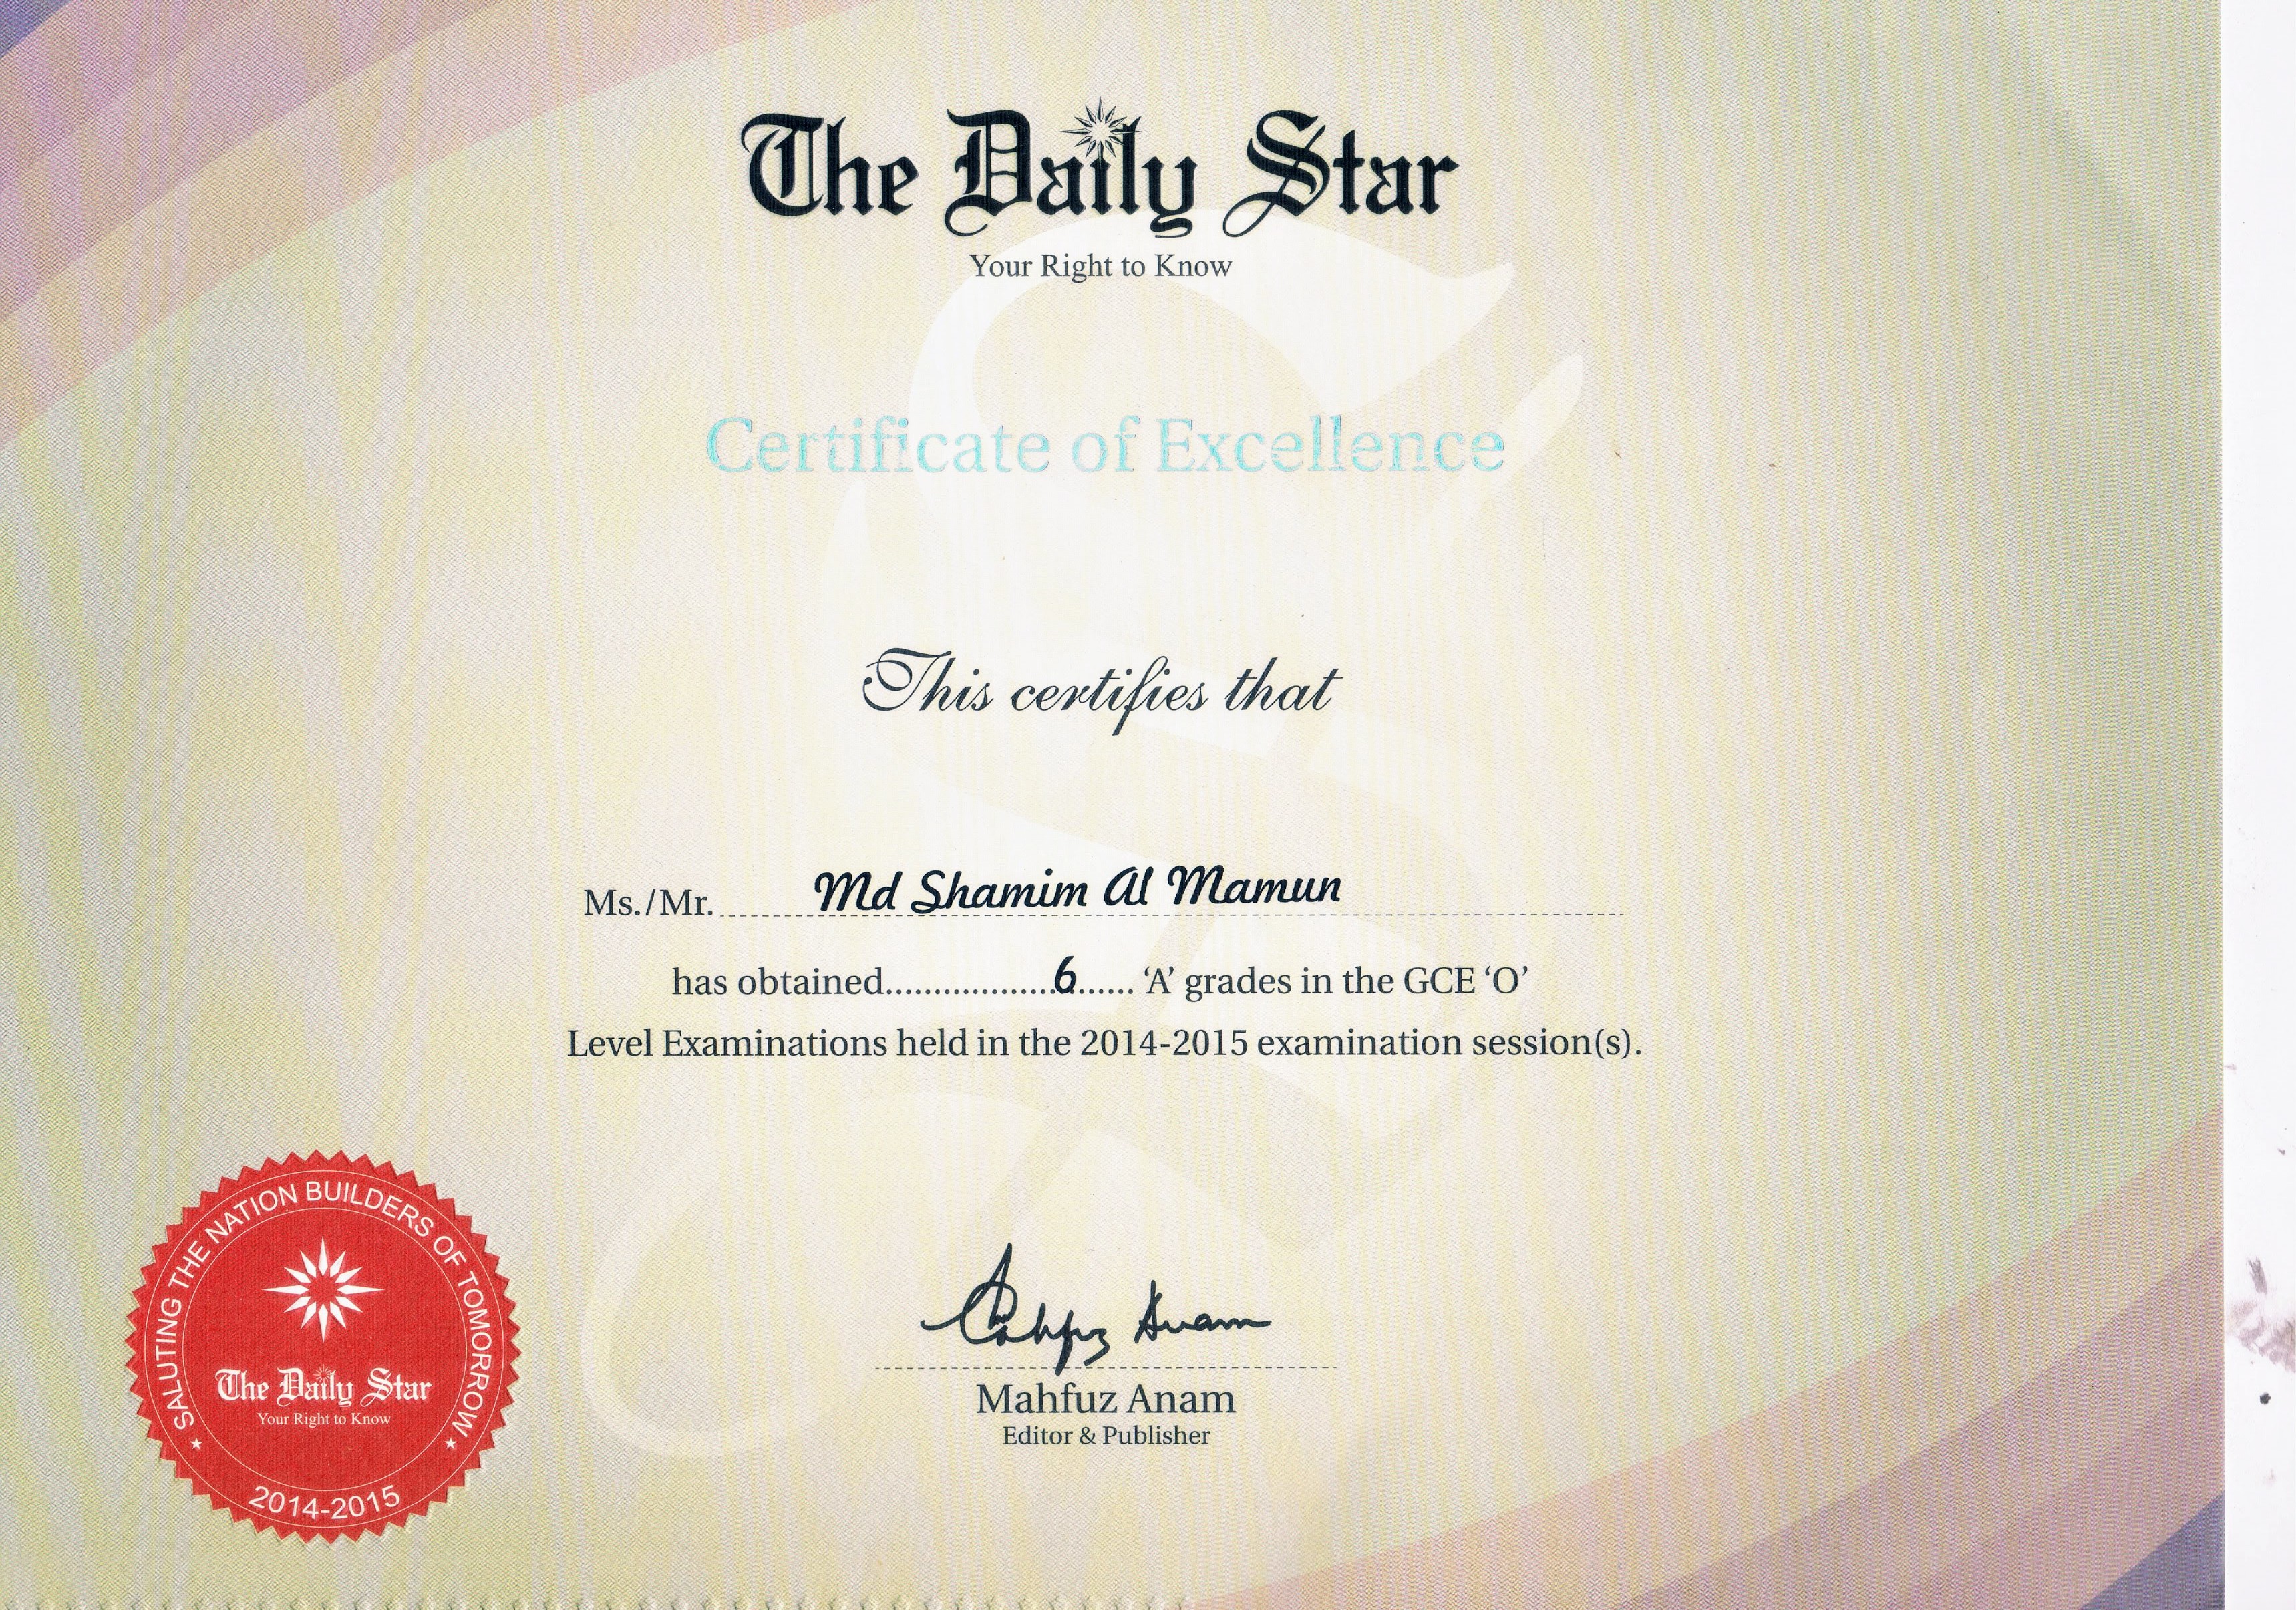 The Daily Star
Your Right to Know
Certificate of Excellence
This certifies that
Ms./Mr. Md Shamim Al Mamun
has obtained..................6...... ‘A’ grades in the GCE ‘O’
Level Examinations held in the 2014-2015 examination session(s).
SALUTING THE NATION BUILDERS OF TOMORROW
The Daily Star
Your Right to Know
2014-2015
Mahfuz Anam
Mahfuz Anam
Editor & Publisher